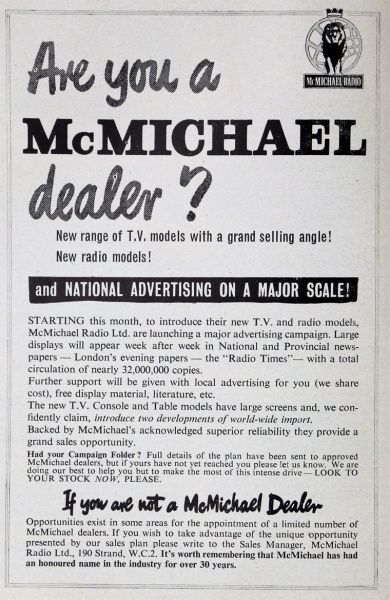 McMICHAEL RADIO
Are you a
McMICHAEL
dealer?
New range of T.V. models with a grand selling angle!
New radio models!
and NATIONAL ADVERTISING ON A MAJOR SCALE!
STARTING this month, to introduce their new T.V. and radio models,
McMichael Radio Ltd. are launching a major advertising campaign. Large
displays will appear week after week in National and Provincial news-
papers — London's evening papers — the "Radio Times"— with a total
circulation of nearly 32,000,000 copies.
Further support will be given with local advertising for you (we share
cost), free display material, literature, etc.
The new T.V. Console and Table models have large screens and, we con-
fidently claim, introduce two developments of world-wide import.
Backed by McMichael's acknowledged superior reliability they provide a
grand sales opportunity.
Had your Campaign Folder? Full details of the plan have been sent to approved
McMichael dealers, but if yours have not yet reached you please let us know. We are
doing our best to help you but to make the most of this intense drive — LOOK TO
YOUR STOCK NOW, PLEASE.
If you are not a McMichael Dealer
Opportunities exist in some areas for the appointment of a limited number of
McMichael dealers. If you wish to take advantage of the unique opportunity
presented by our sales plan please write to the Sales Manager, McMichael
Radio Ltd., 190 Strand, W.C.2. It's worth remembering that McMichael has had
an honoured name in the industry for over 30 years.